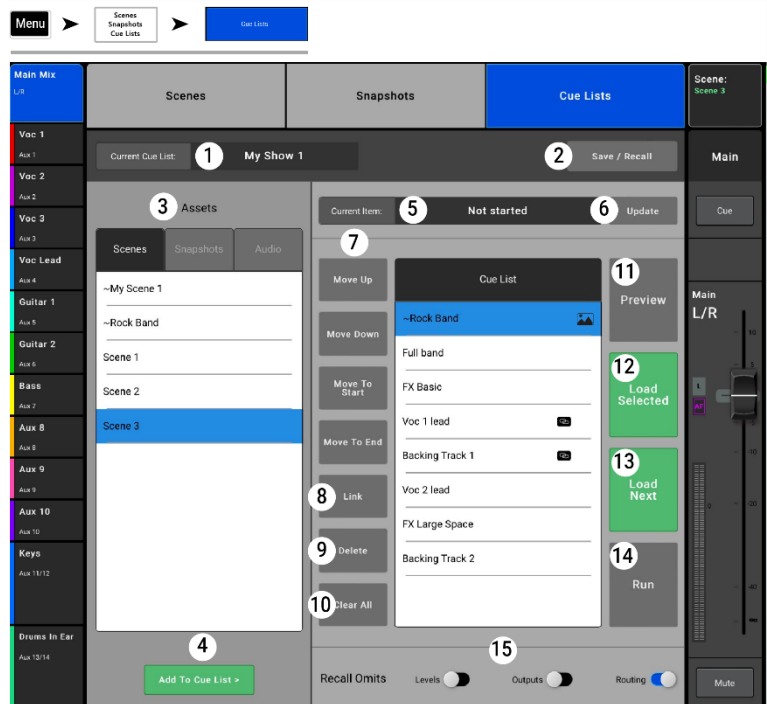 Menu
Scenes
Snapshots
Cue Lists
Cue Lists
Main Mix
L/R
Scenes
Snapshots
Cue Lists
Scene:
Scene 3
Voc 1
Aux 1
Voc 2
Aux 2
Voc 3
Aux 3
Voc Lead
Aux 4
Guitar 1
Aux 5
Guitar 2
Aux 6
Bass
Aux 7
Aux 8
Aux 8
Aux 9
Aux 9
Aux 10
Aux 10
Keys
Aux 11/12
Drums In Ear
Aux 13/14
Current Cue List:
1
My Show 1
2
Save / Recall
3
Assets
Scenes
Snapshots
Audio
~My Scene 1
~Rock Band
Scene 1
Scene 2
Scene 3
4
Add To Cue List >
Current Item:
5
Not started
6
Update
7
Move Up
Move Down
Move To
Start
Move To End
8
Link
9
Delete
10
Clear All
Cue List
~Rock Band
Full band
FX Basic
Voc 1 lead
Backing Track 1
Voc 2 lead
FX Large Space
Backing Track 2
11
Preview
12
Load
Selected
13
Load
Next
14
Run
15
Recall Omits
Levels
Outputs
Routing
Main
Cue
Main
L/R
10
5
L
AF
-5
-10
0
-20
-40
-∞
Mute